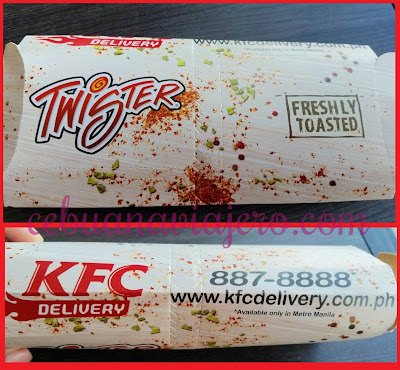 DELIVERY
www.kfcdelivery.com.ph
TWISTER
FRESHLY
TOASTED
cebuanaviajero.com
KFC
DELIVERY
887-8888*
www.kfcdelivery.com.ph
*Available only in Metro Manila